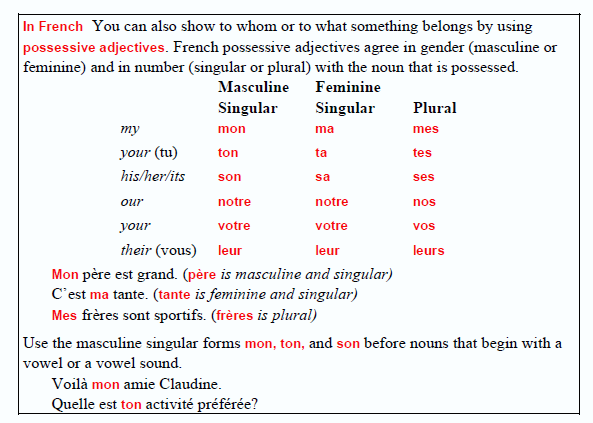 In French You can also show to whom or to what something belongs by using
possessive adjectives. French possessive adjectives agree in gender (masculine or
feminine) and in number (singular or plural) with the noun that is possessed.
Masculine Feminine
Singular Singular Plural
my mon ma mes
your (tu) ton ta tes
his/her/its son sa ses
our notre notre nos
your votre votre vos
their (vous) leur leur leurs
Mon père est grand. (père is masculine and singular)
C'est ma tante. (tante is feminine and singular)
Mes frères sont sportifs. (frères is plural)
Use the masculine singular forms mon, ton, and son before nouns that begin with a
vowel or a vowel sound.
Voilà mon amie Claudine.
Quelle est ton activité préférée?